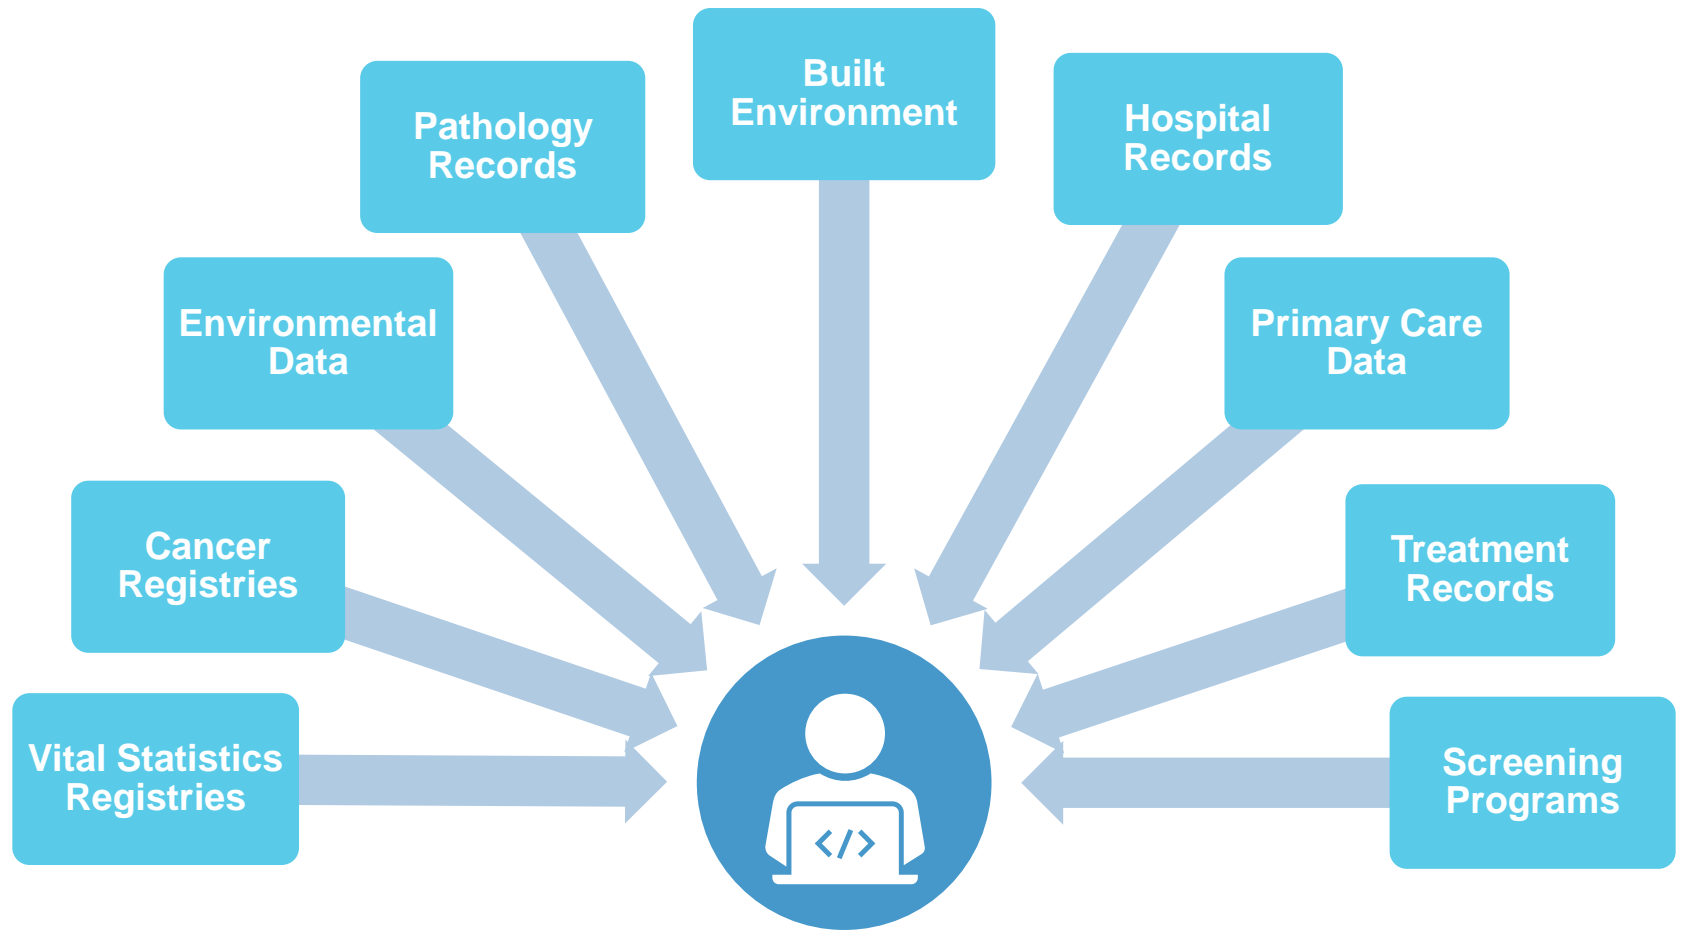 Built
Environment
Pathology
Records
Hospital
Records
Environmental
Data
Primary Care
Data
Cancer
Registries
Treatment
Records
Vital Statistics
Registries
Screening
Programs
</>